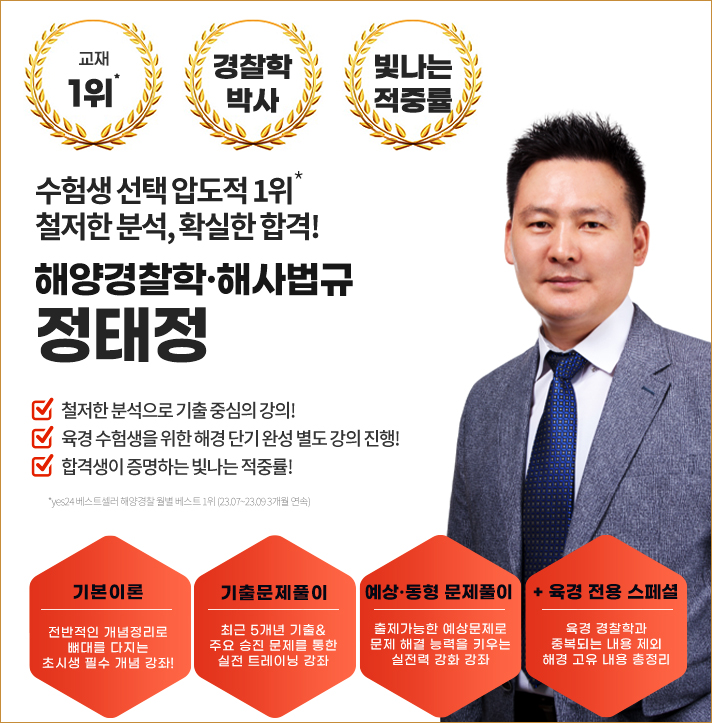 교재
1위*
경찰학
박사
빛나는
적중률
수험생 선택 압도적 1위*
철저한 분석, 확실한 합격!
해양경찰학·해사법규
정태정
철저한 분석으로 기출 중심의 강의!
육경 수험생을 위한 해경 단기 완성 별도 강의 진행!
합격생이 증명하는 빛나는 적중률!
*yes24 베스트셀러 해양경찰 월별 베스트 1위 (23.07~23.09 3개월 연속)
기본이론
전반적인 개념정리로
뼈대를 다지는
초시생 필수 개념 강좌!
기출문제풀이
최근 5개년 기출&
주요 승진 문제를 통한
실전 트레이닝 강좌
예상·동형 문제풀이
출제가능한 예상문제로
문제 해결 능력을 키우는
실전력 강화 강좌
+ 육경 전용 스페셜
육경 경찰학과
중복되는 내용 제외
해경 고유 내용 총정리